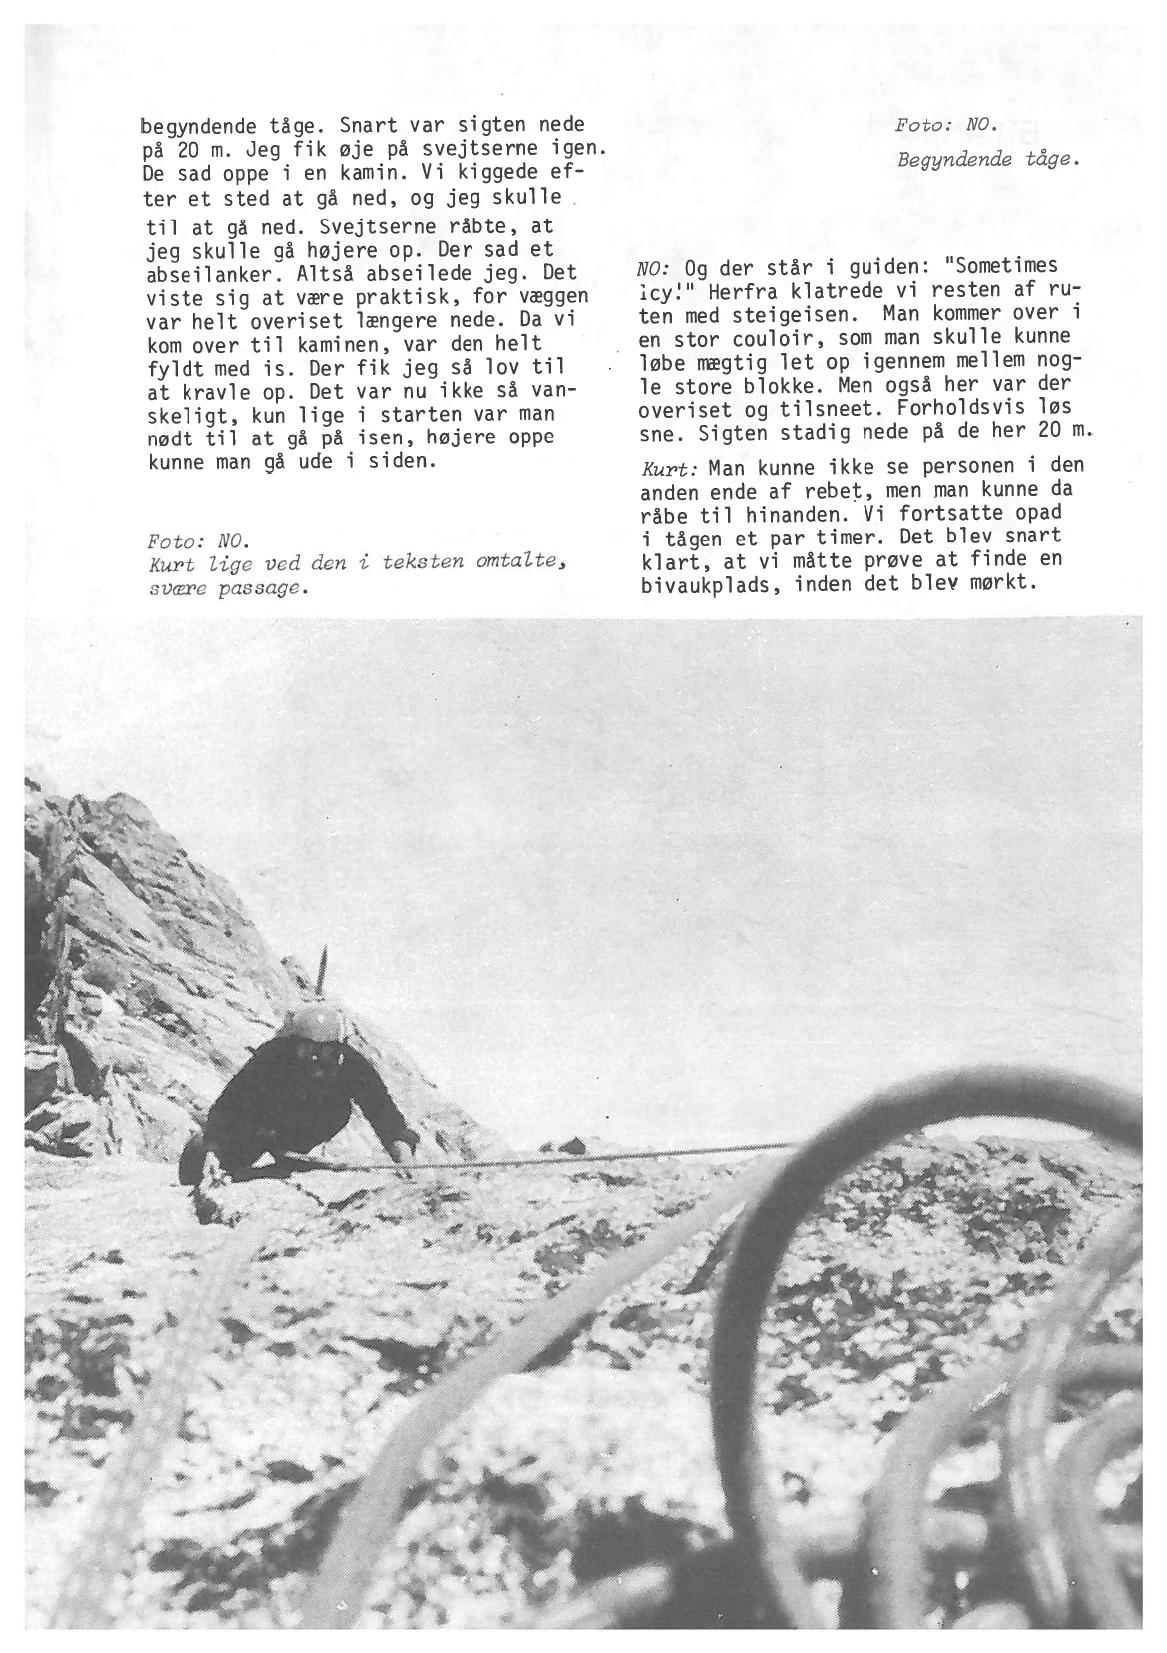 begyndende tåge. Snart var sigten nede
på 20 m. Jeg fik øje på svejtserne igen.
De sad oppe i en kamin. Vi kiggede ef-
ter et sted at gå ned, og jeg skulle
til at gå ned. Svejtserne råbte, at
jeg skulle gå højere op. Der sad et
abseilanker. Altså abseilede jeg. Det
viste sig at være praktisk, for væggen
var helt overiset længere nede. Da vi
kom over til kaminen, var den helt
fyldt med is. Der fik jeg så lov til
at kravle op. Det var nu ikke så van-
skeligt, kun lige i starten var man
nødt til at gå på isen, højere oppe
kunne man gå ude i siden.
Foto: NO.
Kurt lige ved den i teksten omtalte,
svære passage.
Foto: NO.
Begyndende tåge.
NO: Og der står i guiden: "Sometimes
icy!" Herfra klatrede vi resten af ru-
ten med steigeisen. Man kommer over i
en stor couloir, som man skulle kunne
løbe mægtig let op igennem mellem nog-
le store blokke. Men også her var der
overiset og tilsneet. Forholdsvis løs
sne. Sigten stadig nede på de her 20 m.
Kurt: Man kunne ikke se personen i den
anden ende af rebet, men man kunne da
råbe til hinanden. Vi fortsatte opad
i tågen et par timer. Det blev snart
klart, at vi måtte prøve at finde en
bivaukplads, inden det blev mørkt.